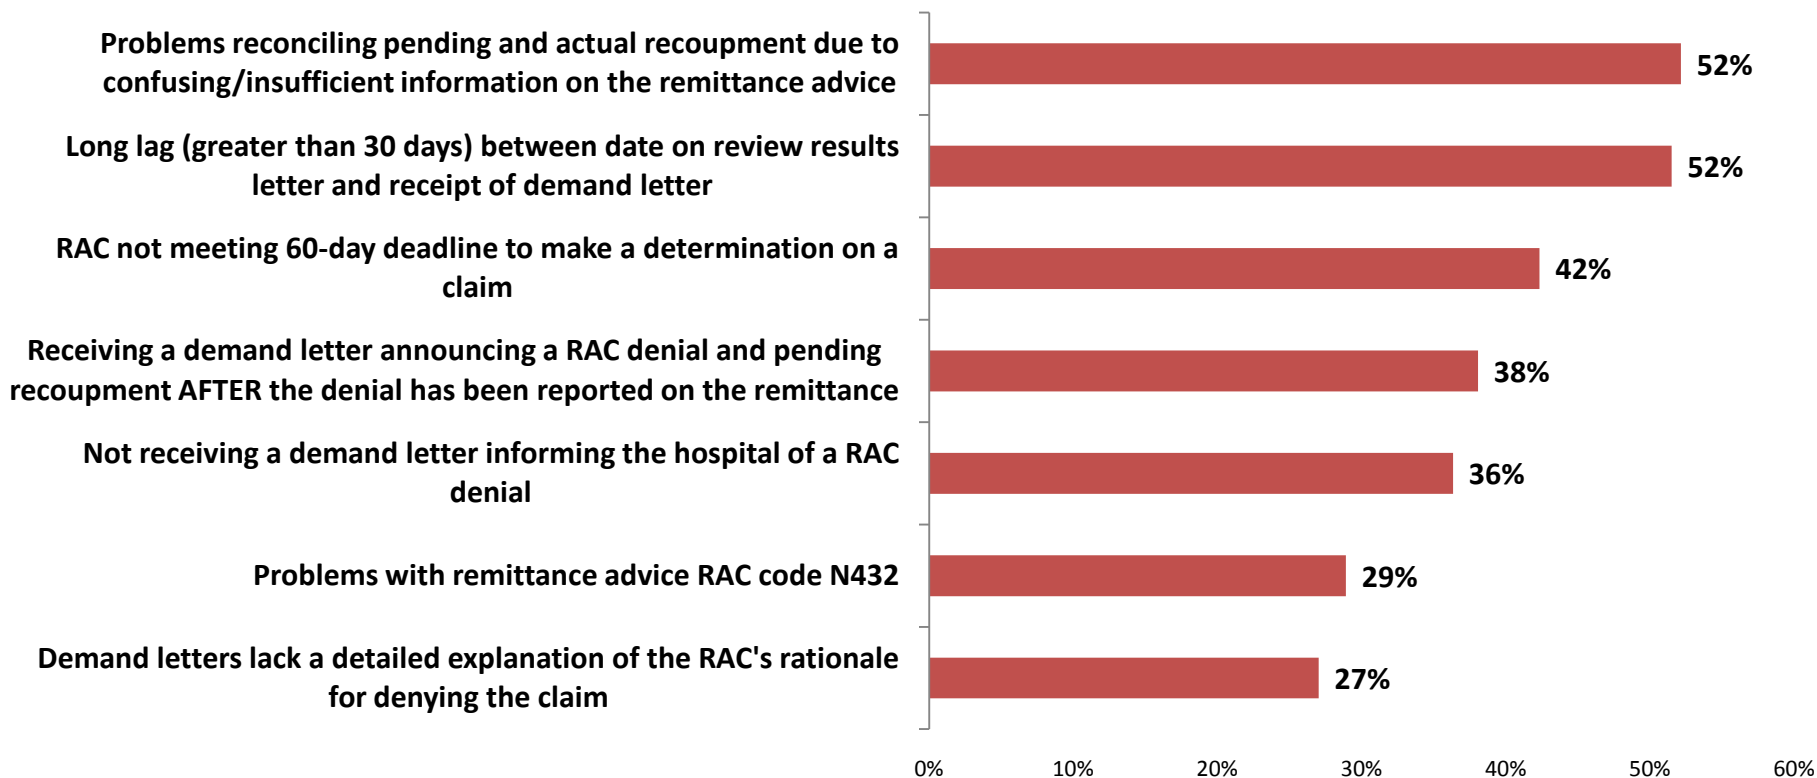 Problems reconciling pending and actual recoupment due to
confusing/insufficient information on the remittance advice
52%
Long lag (greater than 30 days) between date on review results
letter and receipt of demand letter
52%
RAC not meeting 60-day deadline to make a determination on a
claim
42%
Receiving a demand letter announcing a RAC denial and pending
recoupment AFTER the denial has been reported on the remittance
38%
Not receiving a demand letter informing the hospital of a RAC
denial
36%
Problems with remittance advice RAC code N432
29%
Demand letters lack a detailed explanation of the RAC's rationale
for denying the claim
27%
0% 10% 20% 30% 40% 50% 60%